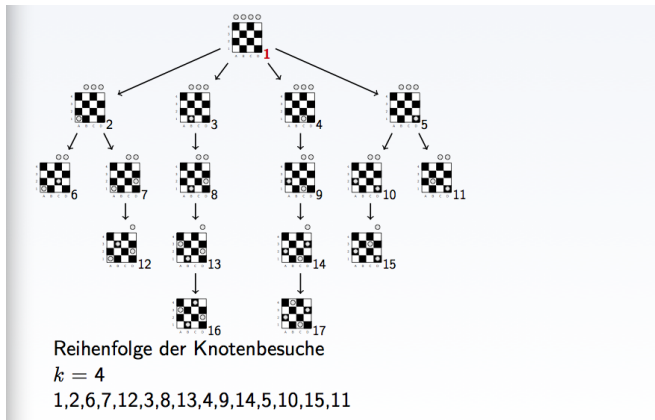 1
2 3 4 5
6 7 8 9 10 11
12 13 14 15
16 17
Reihenfolge der Knotenbesuche
k = 4
1,2,6,7,12,3,8,13,4,9,14,5,10,15,11